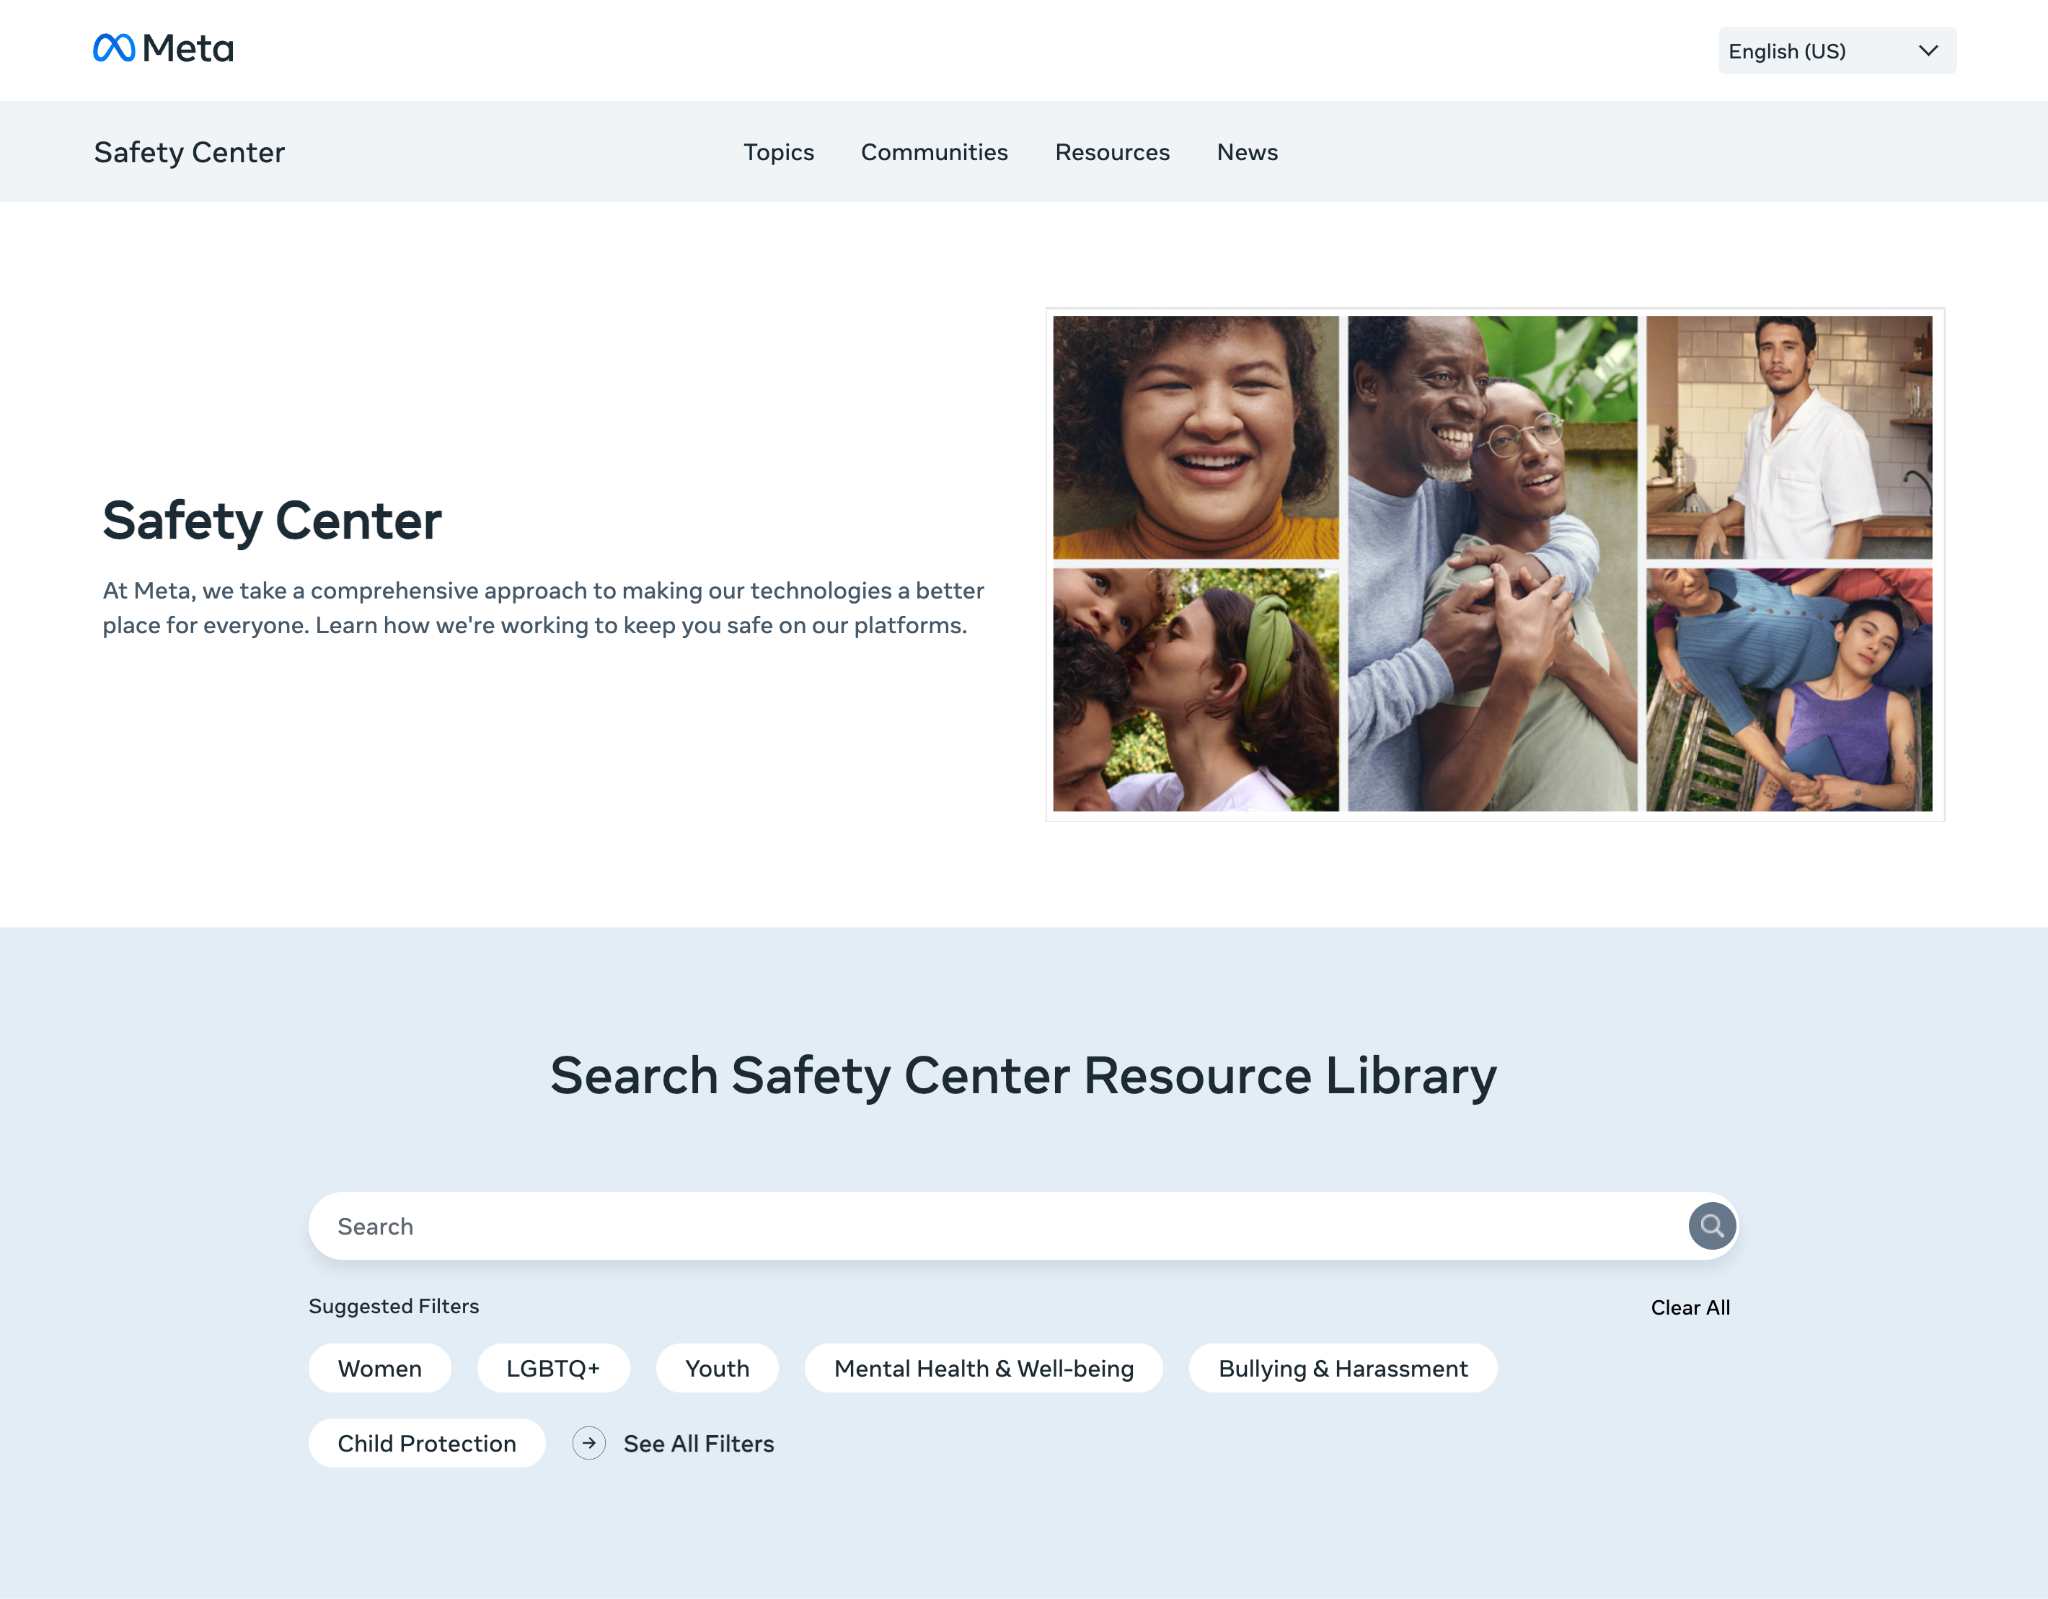 Meta
English (US)
Safety Center
Topics
Communities
Resources
News
Safety Center
At Meta, we take a comprehensive approach to making our technologies a better
place for everyone. Learn how we're working to keep you safe on our platforms.
Search Safety Center Resource Library
Search
Suggested Filters
Clear All
Women
LGBTQ+
Youth
Mental Health & Well-being
Bullying & Harassment
Child Protection
See All Filters